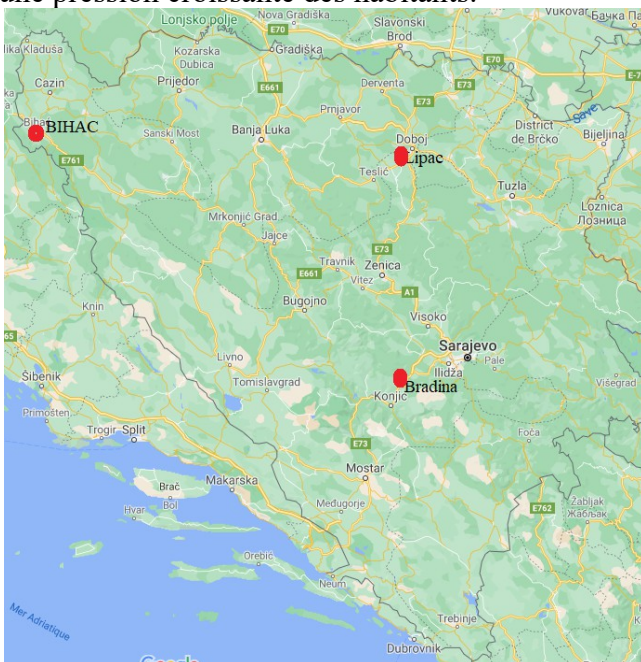 une pression croissante des habitants.
Lonjsko polje
Nova Gradiška
Slavonski
Brod
Vukovar
Бачка
E70
Gradiška
Kozarska
Dubica
E70
Cazin
Prijedor
E661
Derventa
E73
Prnjavor
Save
BIHAC
Sanski Most
Banja Luka
Doboj
District
de Brčko
Bijeljina
E761
Lipac
Teslić
Tuzla
Loznica
Лозница
Mrkonjić Grad
Jajce
E73
Travnik
Zenica
E661
Vitez
Knin
Bugojno
A1
Visoko
Sarajevo
Livno
Ilidža
Pale
Šibenik
Tomislavgrad
Bradina
Konjic
Višegrad
Primošten
Foča
Trogir
Split
E73
Makarska
Mostar
Brač
Bol
Hvar
Međugorje
E762
Žabljak
Жабљак
Orebić
Neum
Mer Adriatique
Trebinje
Dubrovnik